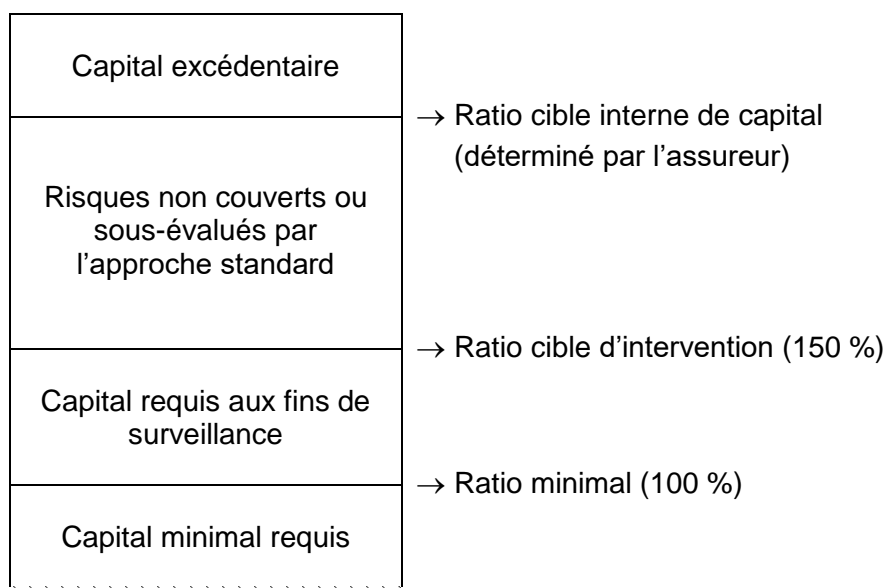 Capital excédentaire
→ Ratio cible interne de capital
(déterminé par l’assureur)
Risques non couverts ou
sous-évalués par
l’approche standard
→ Ratio cible d’intervention (150 %)
Capital requis aux fins de
surveillance
→ Ratio minimal (100 %)
Capital minimal requis